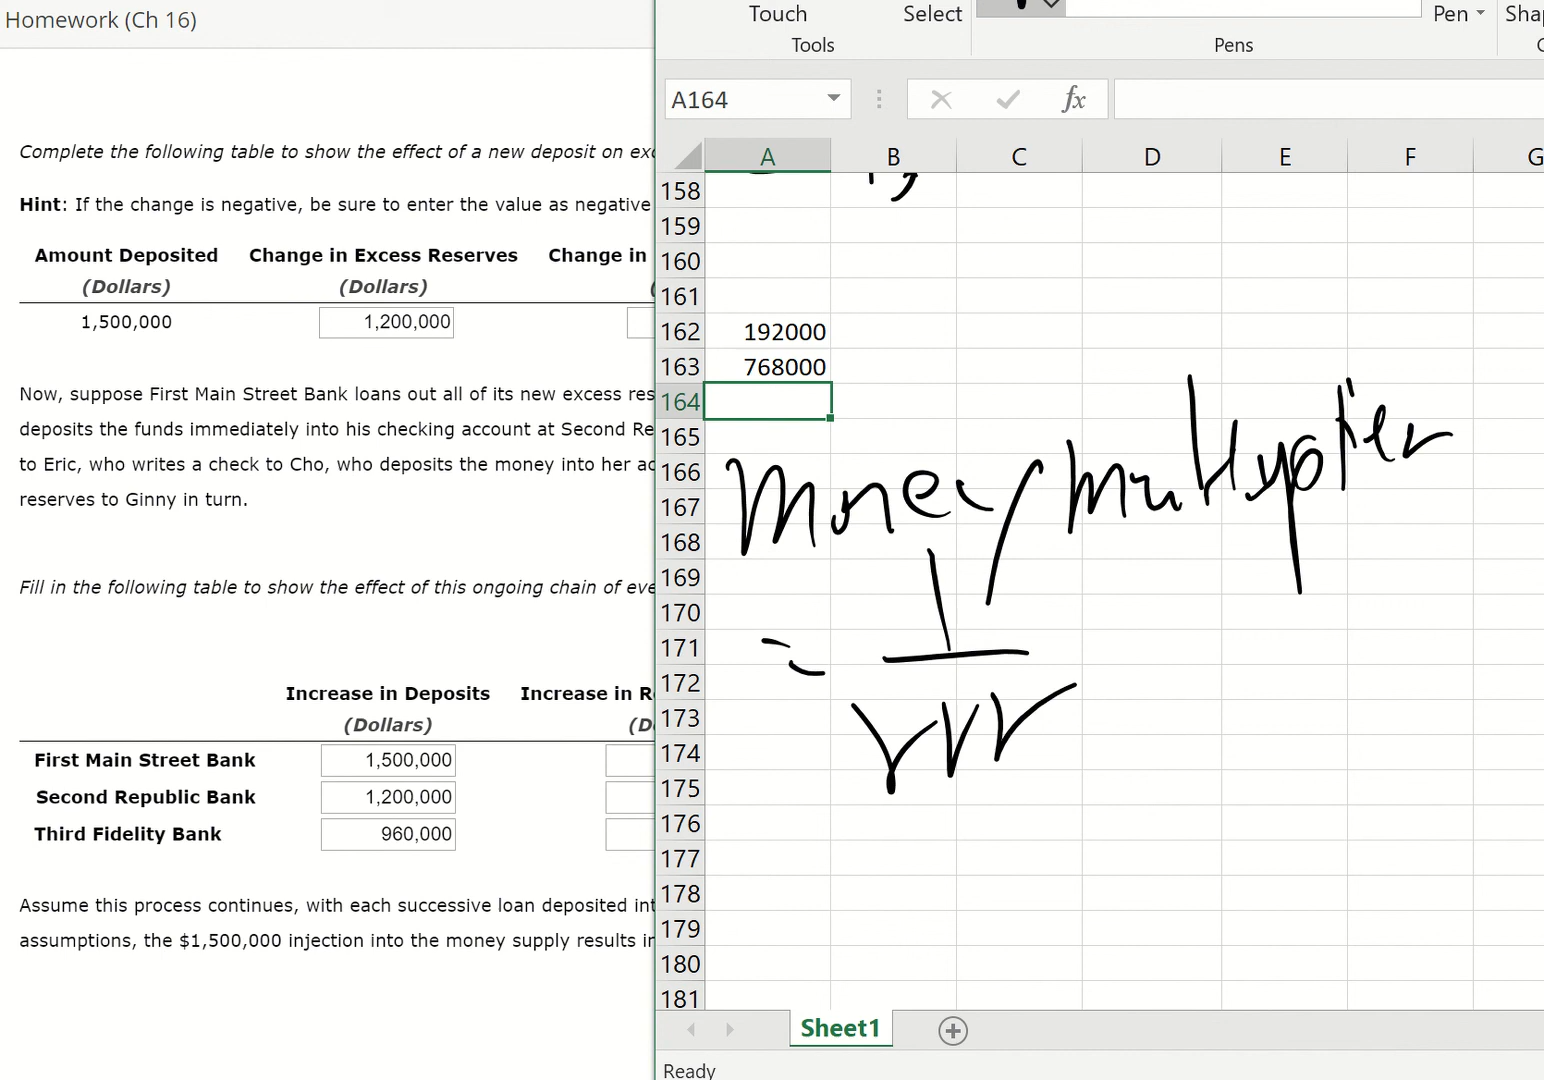 Homework (Ch 16)
Complete the following table to show the effect of a new deposit on exc
Hint: If the change is negative, be sure to enter the value as negative
Amount Deposited Change in Excess Reserves Change in
(Dollars) (Dollars) (
1,500,000 1,200,000
Now, suppose First Main Street Bank loans out all of its new excess res
deposits the funds immediately into his checking account at Second Re
to Eric, who writes a check to Cho, who deposits the money into her ac
reserves to Ginny in turn.
Fill in the following table to show the effect of this ongoing chain of eve
Increase in Deposits Increase in R
(Dollars) (D
First Main Street Bank 1,500,000
Second Republic Bank 1,200,000
Third Fidelity Bank 960,000
Assume this process continues, with each successive loan deposited int
assumptions, the $1,500,000 injection into the money supply results in
Touch Select Pen Sha
Tools Pens
A164 fx
A B C D E F G
158
159
160
161
162 192000
163 768000
164
165
166
167
168
169
170
171
172
173
174
175
176
177
178
179
180
181
Money multiplier
= 1
rrr
Sheet1
Ready